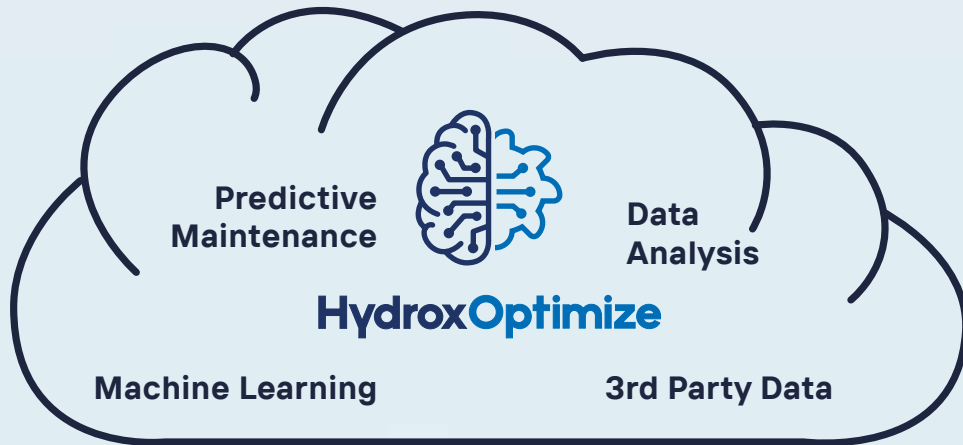 Predictive
Maintenance
Data
Analysis
HydroxOptimize
Machine Learning
3rd Party Data